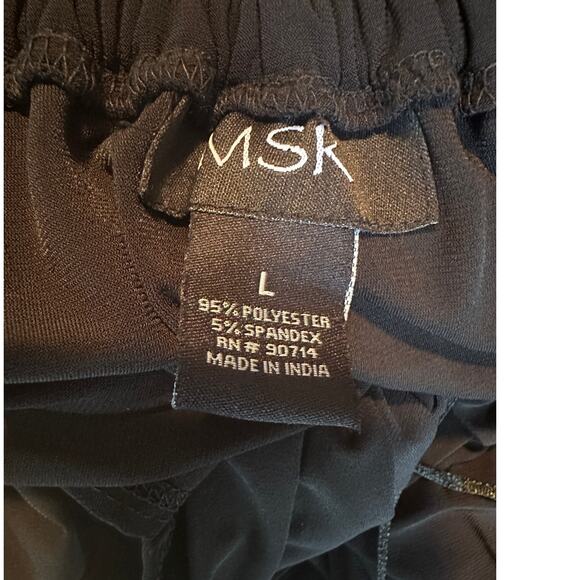 MSK
L
95% POLYESTER
5% SPANDEX
RN # 90714
MADE IN INDIA